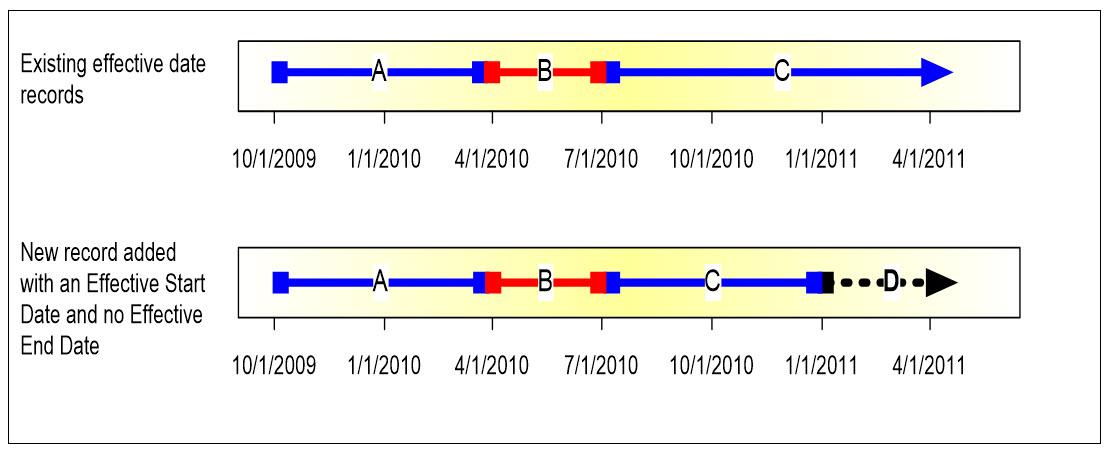 Existing effective date
records
A
B
C
10/1/2009 1/1/2010 4/1/2010 7/1/2010 10/1/2010 1/1/2011 4/1/2011
New record added
with an Effective Start
Date and no Effective
End Date
A
B
C
D
10/1/2009 1/1/2010 4/1/2010 7/1/2010 10/1/2010 1/1/2011 4/1/2011